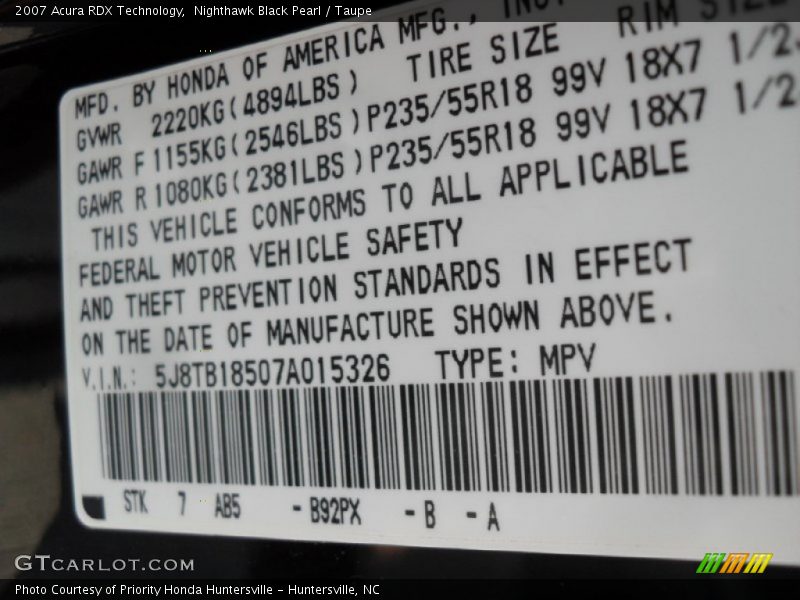 2007 Acura RDX Technology,  Nighthawk Black Pearl / Taupe
MFD. BY HONDA OF AMERICA MFG., INC.
RIM SIZE
TIRE SIZE
GVWR 2220KG(4894LBS)
GAWR F 1155KG(2546LBS)P235/55R18 99V 18X7 1/2
GAWR R 1080KG(2381LBS)P235/55R18 99V 18X7 1/2
THIS VEHICLE CONFORMS TO ALL APPLICABLE
FEDERAL MOTOR VEHICLE SAFETY
AND THEFT PREVENTION STANDARDS IN EFFECT
ON THE DATE OF MANUFACTURE SHOWN ABOVE.
V.I.N.: 5J8TB18507A015326 TYPE: MPV
STK 7 AB5 -B92PX -B -A
GTCARLOT.COM
Photo Courtesy of Priority Honda Huntersville – Huntersville, NC